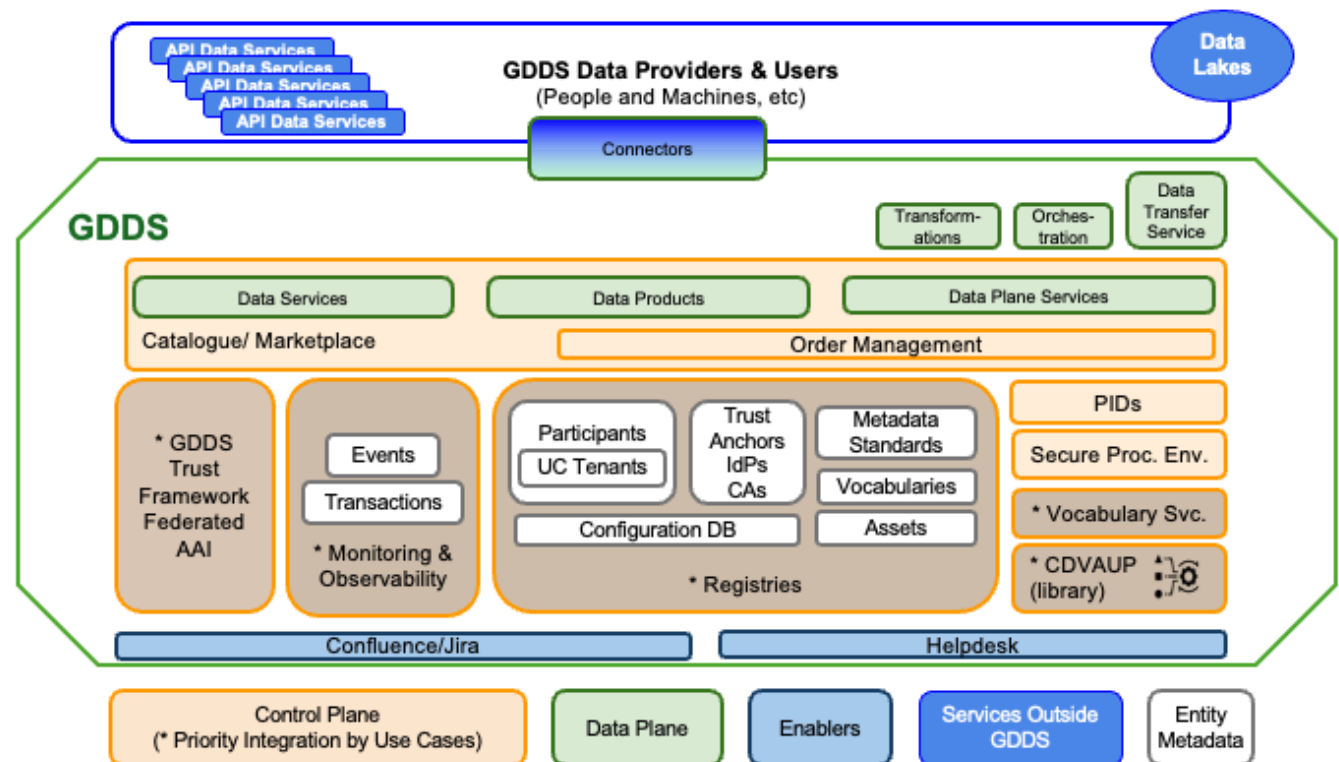 API Data Services
API Data Services
API Data Services
API Data Services
API Data Services
GDDS Data Providers & Users
(People and Machines, etc)
Data
Lakes
Connectors
GDDS
Transform-
ations
Orches-
tration
Data
Transfer
Service
Data Services
Data Products
Data Plane Services
Catalogue/ Marketplace
Order Management
* GDDS
Trust
Framework
Federated
AAI
Events
Transactions
* Monitoring &
Observability
Participants
UC Tenants
Trust
Anchors
IdPs
CAs
Metadata
Standards
Vocabularies
Configuration DB
Assets
* Registries
PIDs
Secure Proc. Env.
* Vocabulary Svc.
* CDVAUP
(library)
Confluence/Jira
Helpdesk
Control Plane
(* Priority Integration by Use Cases)
Data Plane
Enablers
Services Outside
GDDS
Entity
Metadata